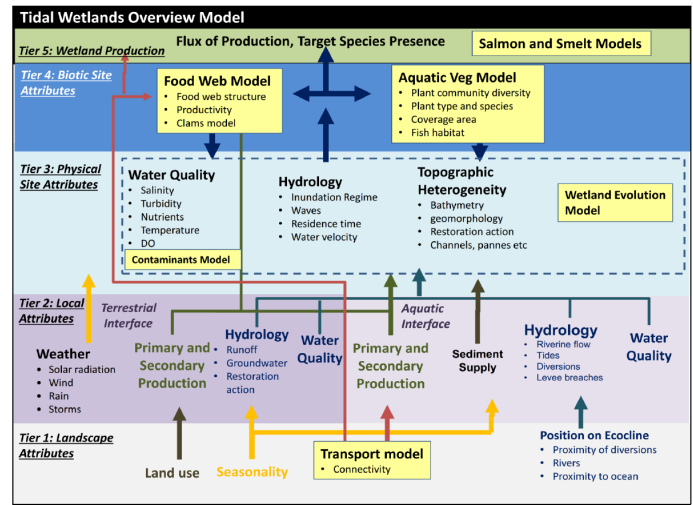 Tidal Wetlands Overview Model
Tier 5: Wetland Production
Flux of Production, Target Species Presence
Salmon and Smelt Models
Tier 4: Biotic Site
Attributes
Food Web Model
• Food web structure
• Productivity
• Clams model
Aquatic Veg Model
• Plant community diversity
• Plant type and species
• Coverage area
• Fish habitat
Tier 3: Physical
Site Attributes
Water Quality
• Salinity
• Turbidity
• Nutrients
• Temperature
• DO
Contaminants Model
Hydrology
• Inundation Regime
• Waves
• Residence time
• Water velocity
Topographic
Heterogeneity
• Bathymetry
• geomorphology
• Restoration action
• Channels, pannes etc
Wetland Evolution
Model
Tier 2: Local
Attributes
Terrestrial
Interface
Aquatic
Interface
Weather
• Solar radiation
• Wind
• Rain
• Storms
Primary and
Secondary
Production
Hydrology
• Runoff
• Groundwater
• Restoration
action
Water
Quality
Primary and
Secondary
Production
Sediment
Supply
Hydrology
• Riverine flow
• Tides
• Diversions
• Levee breaches
Water
Quality
Tier 1: Landscape
Attributes
Land use
Seasonality
Transport model
• Connectivity
Position on Ecocline
• Proximity of diversions
• Rivers
• Proximity to ocean